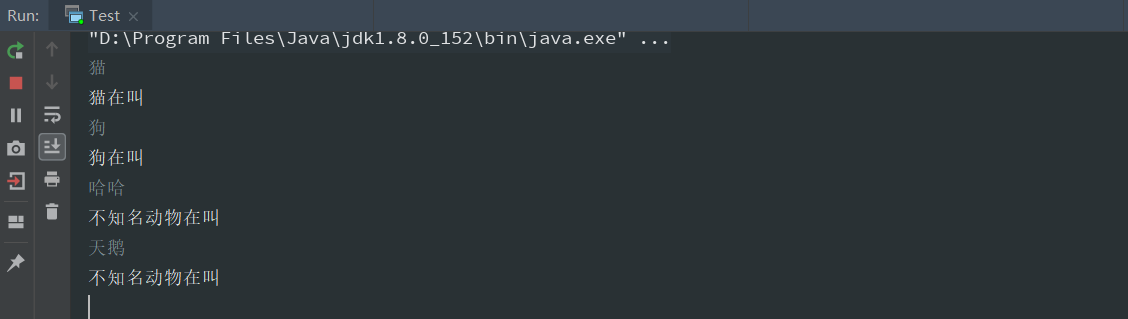 Run: Test
"D:\Program Files\Java\jdk1.8.0_152\bin\java.exe" ...
猫
猫在叫
狗
狗在叫
哈哈
不知名动物在叫
天鹅
不知名动物在叫